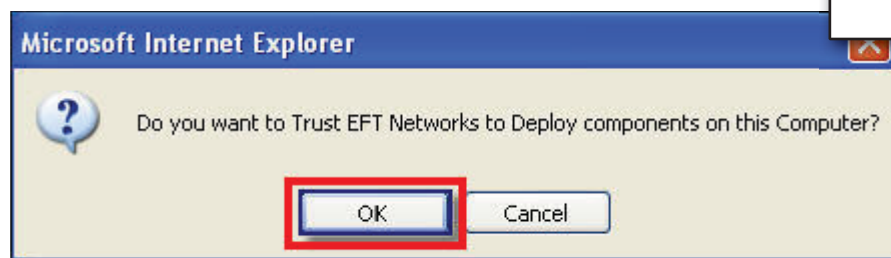 Microsoft Internet Explorer
Do you want to Trust EFT Networks to Deploy components on this Computer?
OK
Cancel